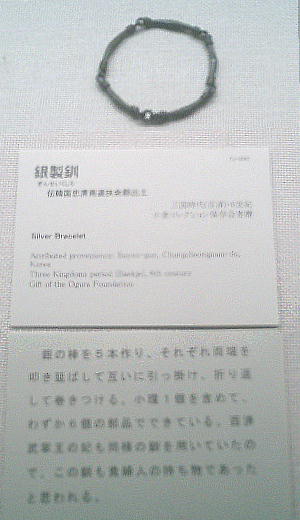 銀製釧
ぎんせいくしろ
伝韓国忠清南道扶余郡出土
三国時代(百済)・6世紀
小倉コレクション保存会寄贈
Silver Bracelet
Attributed provenience: Buyeo-gun, Chungcheongnam-do,
Korea
Three Kingdoms period (Baekje), 6th century
Gift of the Ogura Foundation
銀の棒を5本作り、それぞれ両端を
叩き延ばして互いに引っ掛け、折り返
して巻きつける。小環1個を含めて、
わずか6個の部品でできている。百済
武寧王の妃も同様の釧を用いていたの
で、この釧も貴婦人の持ち物であった
と思われる。